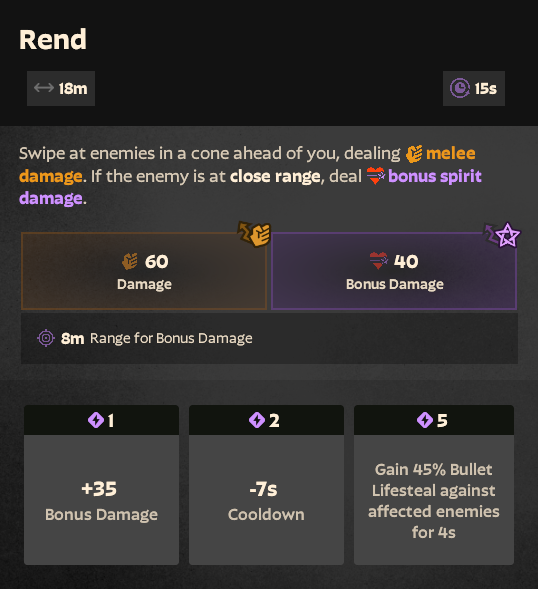 Rend
18m
15s
Swipe at enemies in a cone ahead of you, dealing melee
damage. If the enemy is at close range, deal bonus spirit
damage.
60
Damage
40
Bonus Damage
8m Range for Bonus Damage
1
+35
Bonus Damage
2
-7s
Cooldown
5
Gain 45% Bullet
Lifesteal against
affected enemies
for 4s